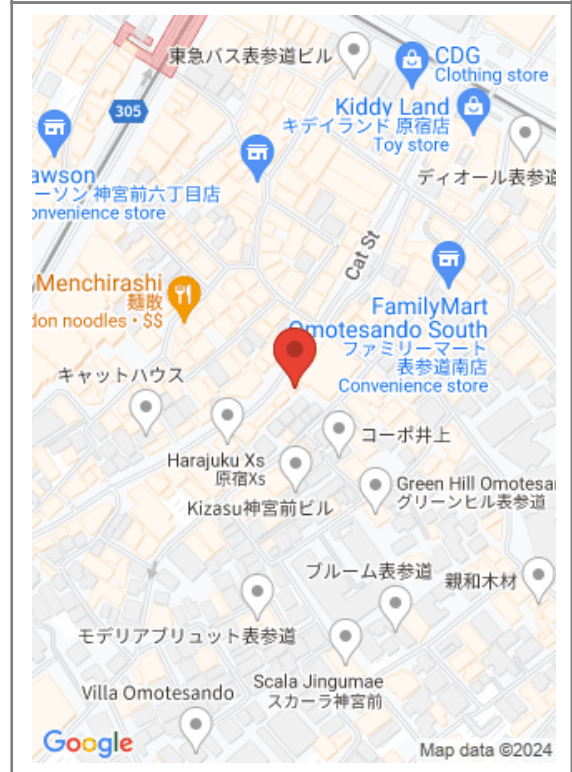 東急バス表参道ビル
CDG
Clothing store
305
Kiddy Land
キデイランド 原宿店
Toy store
awson
ーソン 神宮前六丁目店
onvenience store
ディオール表参道
Cat St
Menchirashi
麺散
don noodles・$$
FamilyMart
Omotesando South
ファミリーマート
表参道南店
Convenience store
キャットハウス
コーポ井上
Harajuku Xs
原宿Xs
Kizasu神宮前ビル
Green Hill Omotesan
グリーンヒル表参道
ブルーム表参道
親和木材
モデリアブリュット表参道
Scala Jingumae
スカーラ神宮前
Villa Omotesando
Google
Map data ©2024